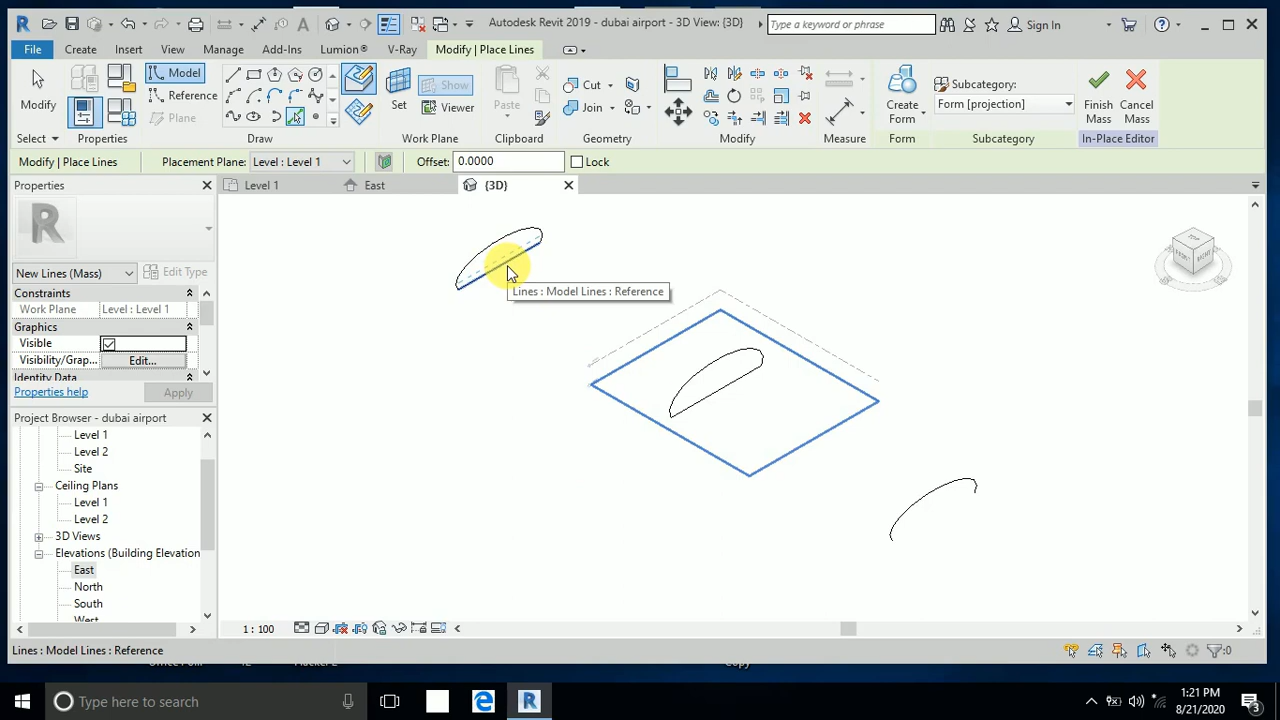 Autodesk Revit 2019 - dubai airport - 3D View: {3D}
Type a keyword or phrase
Sign In
File Create Insert View Manage Add-Ins Lumion® V-Ray Modify | Place Lines
Modify
Model
Reference
Plane
Set
Show
Viewer
Paste
Cut
Join
Create Form
Subcategory:
Form [projection]
Finish Mass
Cancel Mass
Select Properties Draw Work Plane Clipboard Geometry Modify Measure Form Subcategory In-Place Editor
Modify | Place Lines Placement Plane: Level : Level 1 Offset: 0.0000 Lock
Properties
Level 1 East {3D}
R
New Lines (Mass) Edit Type
Constraints
Work Plane Level : Level 1
Graphics
Visible
Visibility/Grap... Edit...
Identity Data
Properties help Apply
Lines : Model Lines : Reference
TOP
FRONT
RIGHT
Project Browser - dubai airport
Level 1
Level 2
Site
Ceiling Plans
Level 1
Level 2
3D Views
Elevations (Building Elevation
East
North
South
West
1 : 100
:0
Lines : Model Lines : Reference
Copy
Type here to search
1:21 PM
8/21/2020
3